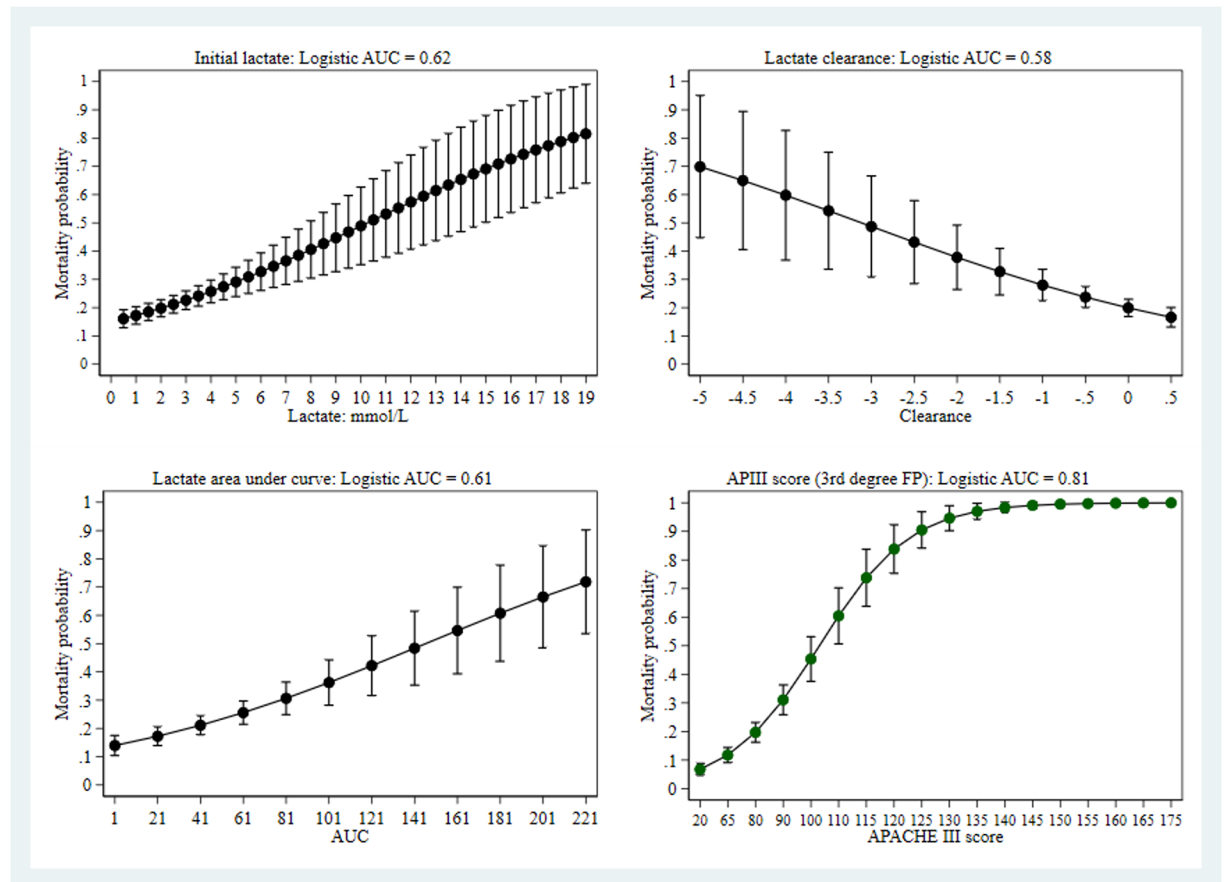 Initial lactate: Logistic AUC = 0.62
Mortality probability
1
.9
.8
.7
.6
.5
.4
.3
.2
.1
0
0 1 2 3 4 5 6 7 8 9 10 11 12 13 14 15 16 17 18 19
Lactate: mmol/L
Lactate clearance: Logistic AUC = 0.58
Mortality probability
1
.9
.8
.7
.6
.5
.4
.3
.2
.1
0
-5 -4.5 -4 -3.5 -3 -2.5 -2 -1.5 -1 -.5 0 .5
Clearance
Lactate area under curve: Logistic AUC = 0.61
Mortality probability
1
.9
.8
.7
.6
.5
.4
.3
.2
.1
0
1 21 41 61 81 101 121 141 161 181 201 221
AUC
APIII score (3rd degree FP): Logistic AUC = 0.81
Mortality probability
1
.9
.8
.7
.6
.5
.4
.3
.2
.1
0
20 65 80 90 100 110 115 120 125 130 135 140 145 150 155 160 165 175
APACHE III score